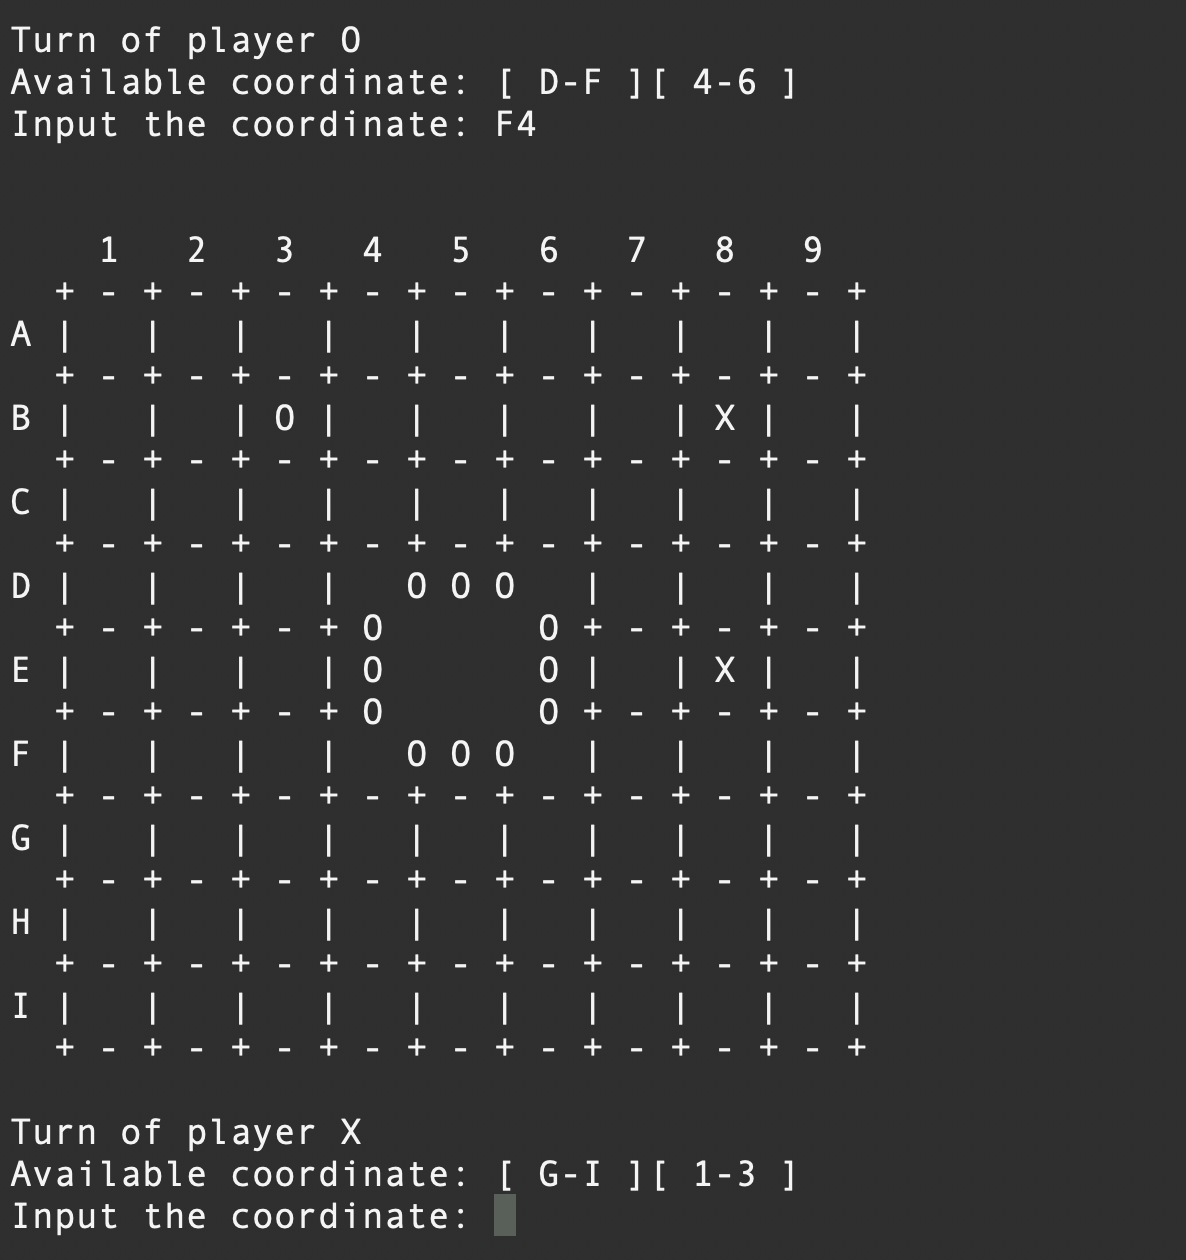 Turn of player O
Available coordinate: [ D-F ][ 4-6 ]
Input the coordinate: F4
    1   2   3   4   5   6   7   8   9
  + - + - + - + - + - + - + - + - + - +
A |   |   |   |   |   |   |   |   |   |
  + - + - + - + - + - + - + - + - + - +
B |   |   | O |   |   |   |   | X |   |
  + - + - + - + - + - + - + - + - + - +
C |   |   |   |   |   |   |   |   |   |
  + - + - + - + - + - + - + - + - + - +
D |   |   |   |   O O O   |   |   |   |
  + - + - + - + O       O + - + - + - +
E |   |   |   | O       O |   | X |   |
  + - + - + - + O       O + - + - + - +
F |   |   |   |   O O O   |   |   |   |
  + - + - + - + - + - + - + - + - + - +
G |   |   |   |   |   |   |   |   |   |
  + - + - + - + - + - + - + - + - + - +
H |   |   |   |   |   |   |   |   |   |
  + - + - + - + - + - + - + - + - + - +
I |   |   |   |   |   |   |   |   |   |
  + - + - + - + - + - + - + - + - + - +
Turn of player X
Available coordinate: [ G-I ][ 1-3 ]
Input the coordinate: